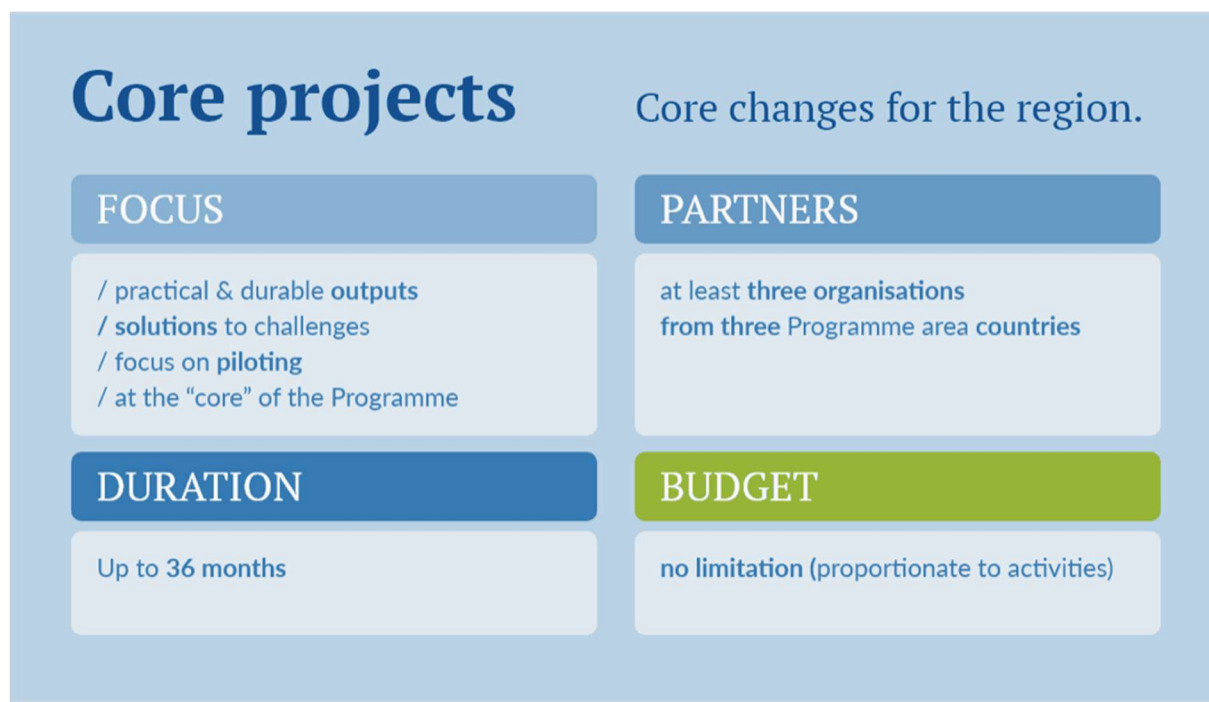 Core projects
Core changes for the region.
FOCUS
/ practical & durable outputs
/ solutions to challenges
/ focus on piloting
/ at the “core” of the Programme
PARTNERS
at least three organisations
from three Programme area countries
DURATION
Up to 36 months
BUDGET
no limitation (proportionate to activities)